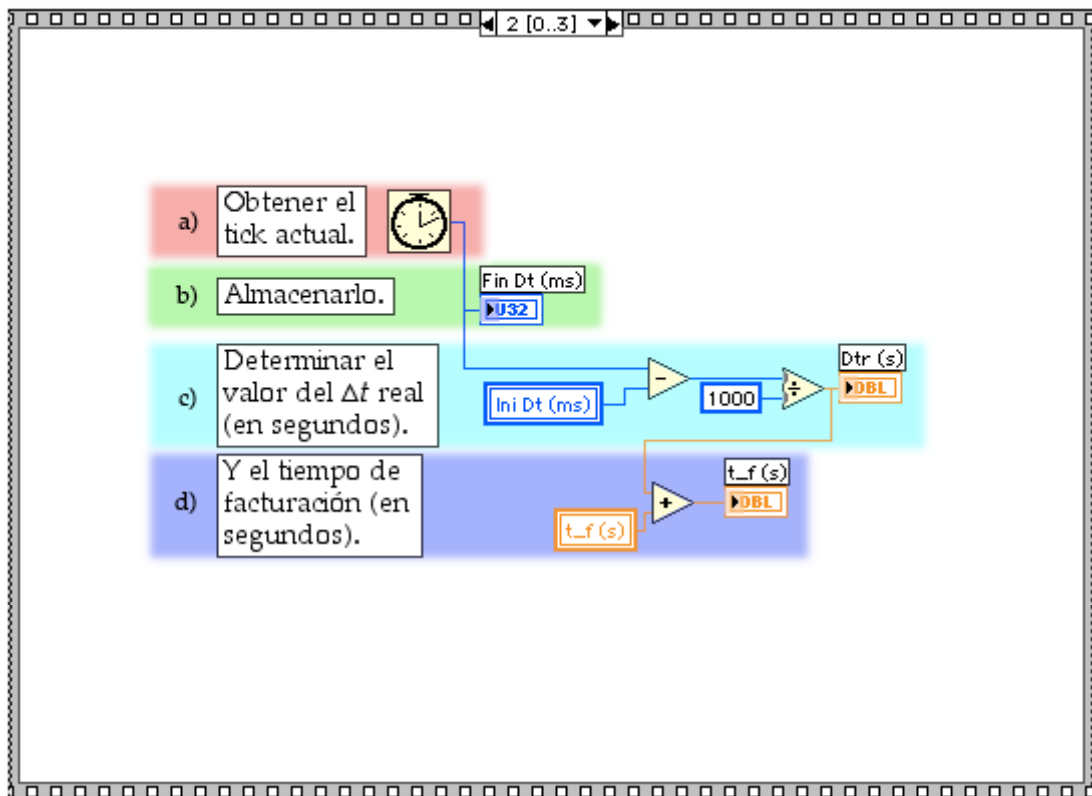 2 [0..3]
a)
Obtener el
tick actual.
b)
Almacenarlo.
Fin Dt (ms)
U32
c)
Determinar el
valor del Δt real
(en segundos).
Ini Dt (ms)
-
1000
÷
Dtr (s)
DBL
d)
Y el tiempo de
facturación (en
segundos).
t_f (s)
+
t_f (s)
DBL